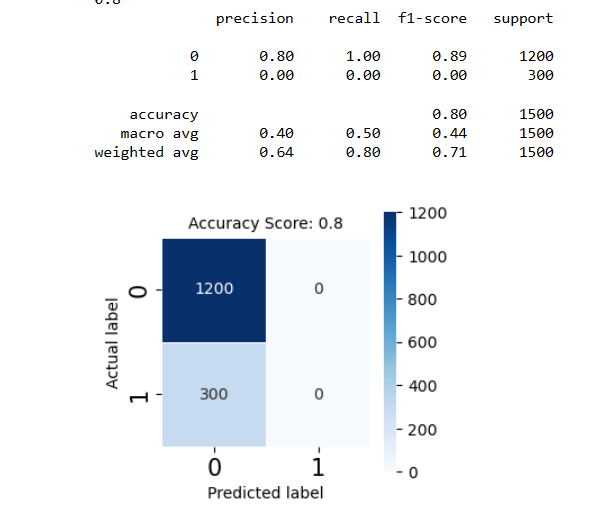 0.8
precision recall f1-score support
0 0.80 1.00 0.89 1200
1 0.00 0.00 0.00 300
accuracy 0.80 1500
macro avg 0.40 0.50 0.44 1500
weighted avg 0.64 0.80 0.71 1500
Accuracy Score: 0.8
1200
1000
800
600
400
200
0
Actual label
0
1
1200 0
300 0
0 1
Predicted label